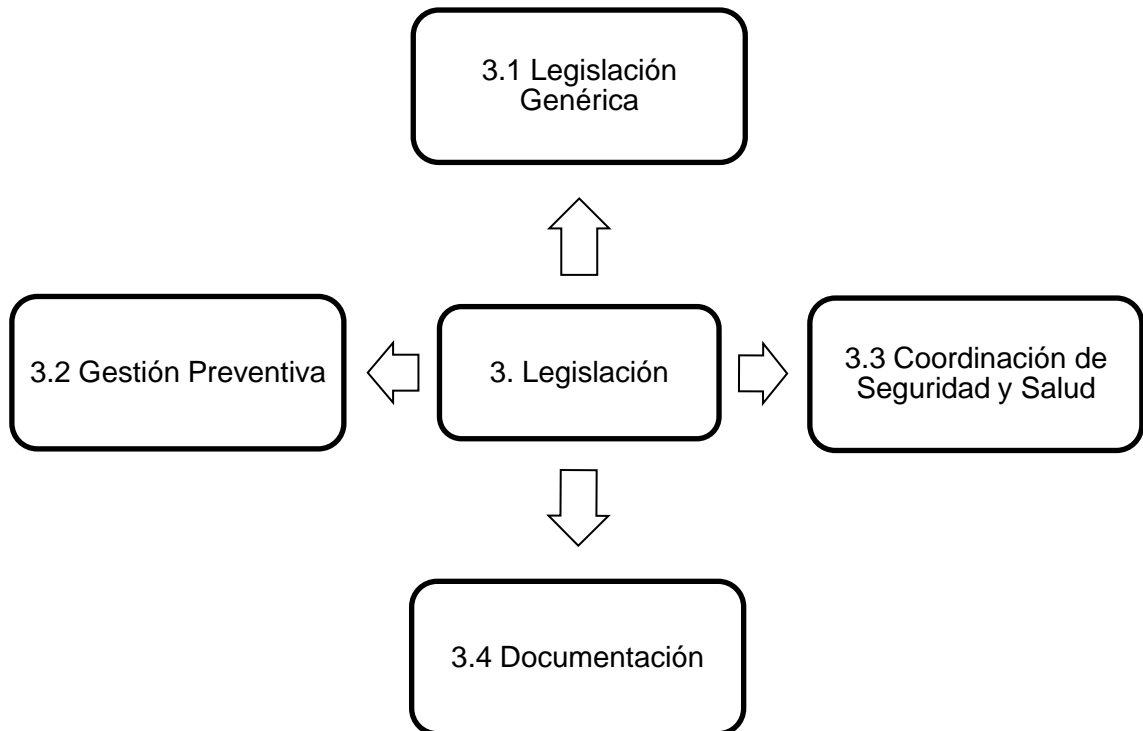 3.1 Legislación
Genérica
3.2 Gestión Preventiva
3. Legislación
3.3 Coordinación de
Seguridad y Salud
3.4 Documentación